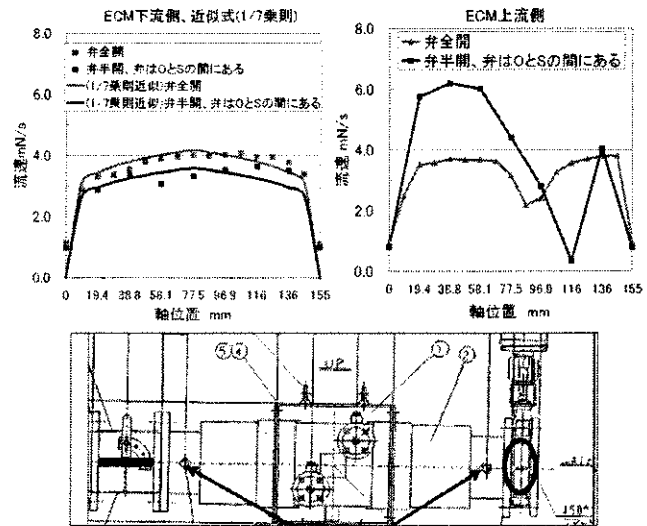 ECM下流側、近似式(1/7乗則)
8.0
6.0
4.0
2.0
0.0
流速 mN/s
弁全開
弁半開、弁はOとSの間にある
(1/7乗則近似)弁全開
(1-7乗則近似)弁半開、弁はOとSの間にある
0 19.4 38.8 58.1 77.5 96.9 116 136 155
軸位置 mm
ECM上流側
8.0
6.0
4.0
2.0
0.0
流速 mN/s
弁全開
弁半開、弁はOとSの間にある
0 19.4 38.8 58.1 77.5 96.9 116 136 155
軸位置 mm
⑤ ④ UP ① ②